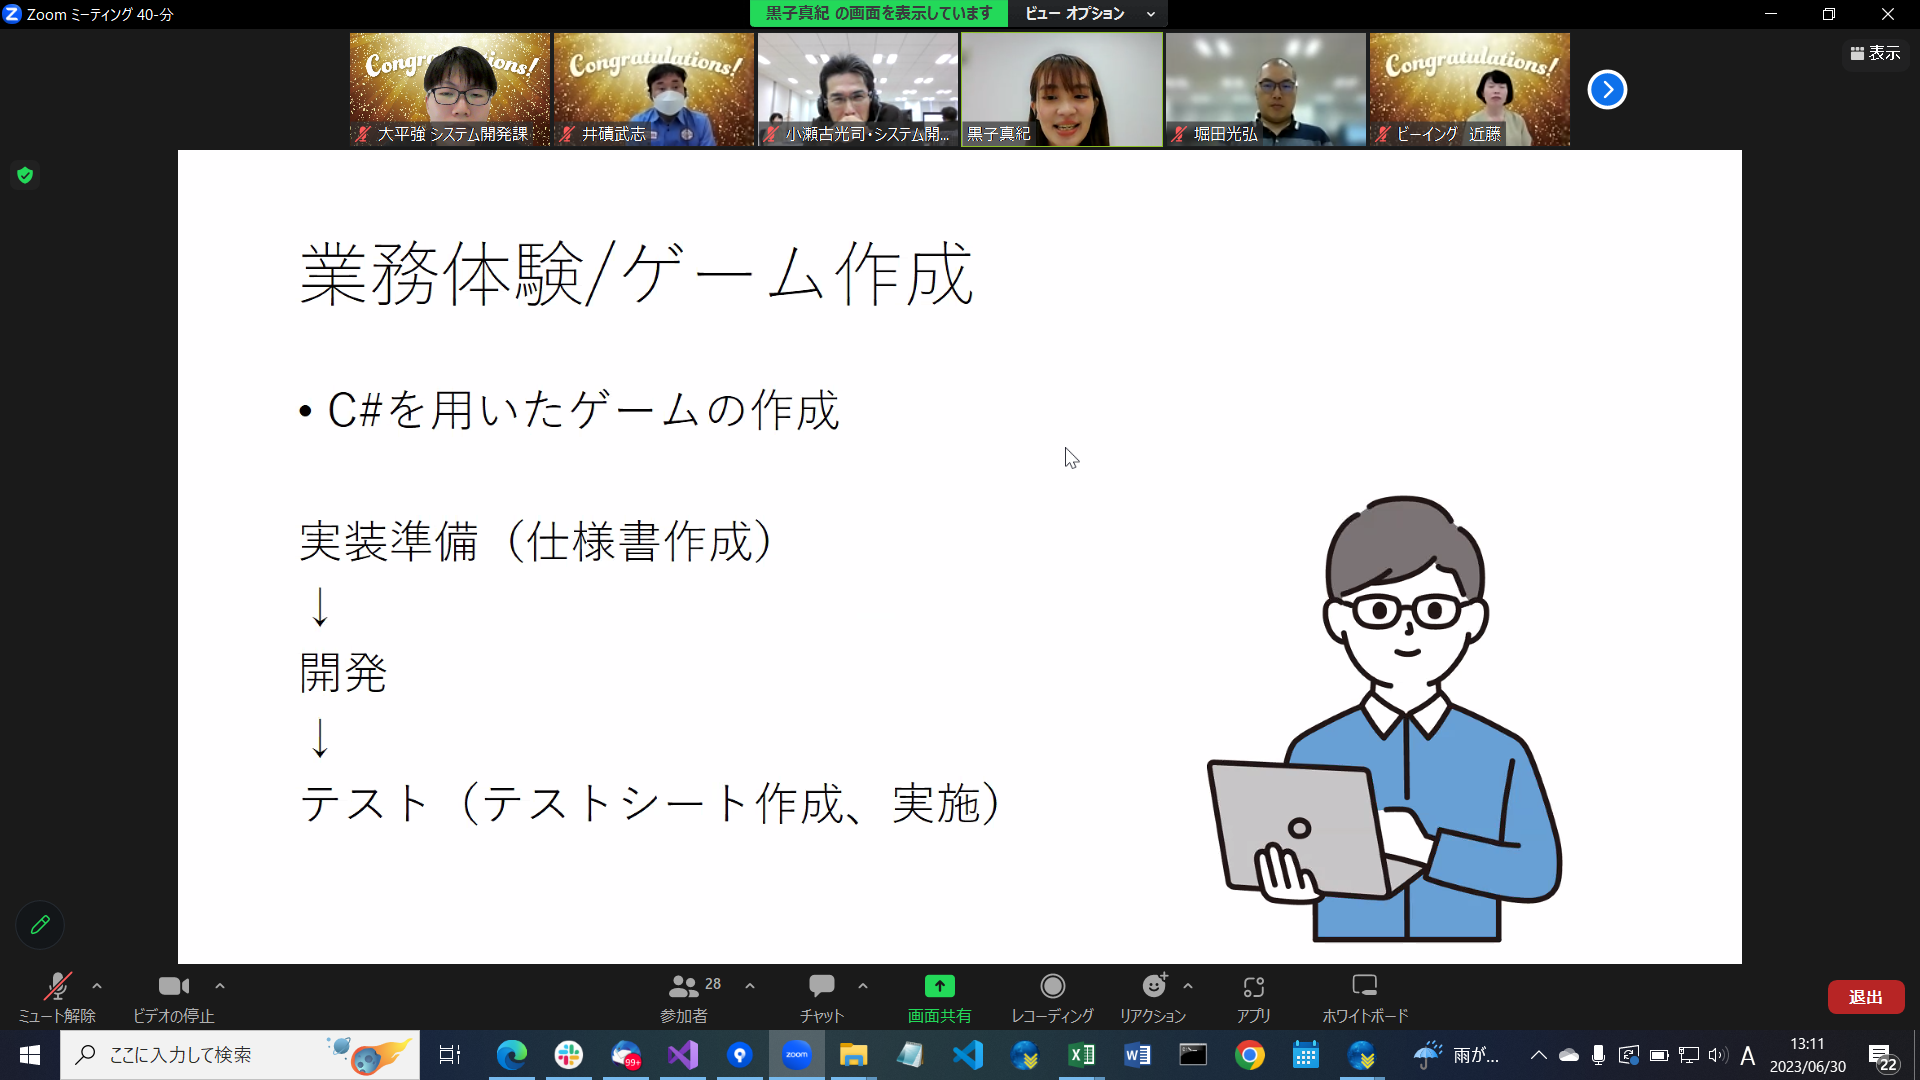 Zoom ミーティング 40-分
黒子真紀 の画面を表示しています
ビュー オプション
表示
Congratulations!
Congratulations!
Congratulations!
大平強 システム開発課
井磧武志
小瀬古光司・システム開...
黒子真紀
堀田光弘
ビーイング 近藤
業務体験/ゲーム作成
• C#を用いたゲームの作成
実装準備（仕様書作成）
↓
開発
↓
テスト（テストシート作成、実施）
ミュート解除
ビデオの停止
28
参加者
チャット
画面共有
レコーディング
リアクション
アプリ
ホワイトボード
退出
ここに入力して検索
99+
zoom
雨が...
A
13:11
2023/06/30
22